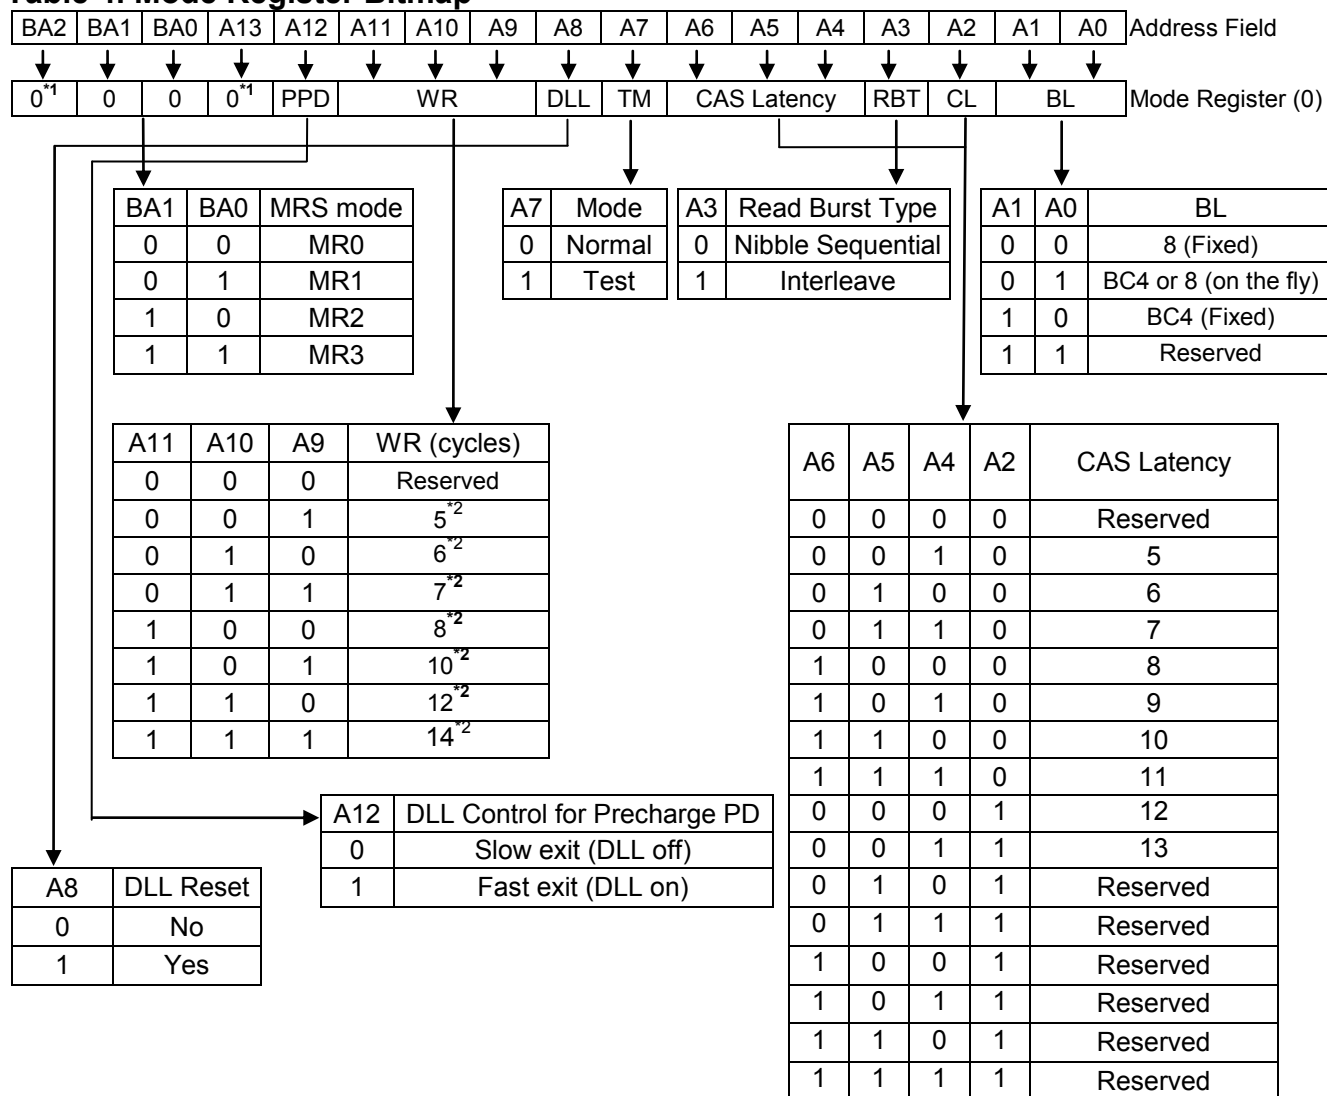 Table 4. Mode Register Bitmap
BA2 BA1 BA0 A13 A12 A11 A10 A9 A8 A7 A6 A5 A4 A3 A2 A1 A0 Address Field
0*1 0 0 0*1 PPD WR DLL TM CAS Latency RBT CL BL Mode Register (0)
BA1 BA0 MRS mode
0 0 MR0
0 1 MR1
1 0 MR2
1 1 MR3
A7 Mode
0 Normal
1 Test
A3 Read Burst Type
0 Nibble Sequential
1 Interleave
A1 A0 BL
0 0 8 (Fixed)
0 1 BC4 or 8 (on the fly)
1 0 BC4 (Fixed)
1 1 Reserved
A11 A10 A9 WR (cycles)
0 0 0 Reserved
0 0 1 5*2
0 1 0 6*2
0 1 1 7*2
1 0 0 8*2
1 0 1 10*2
1 1 0 12*2
1 1 1 14*2
A6 A5 A4 A2 CAS Latency
0 0 0 0 Reserved
0 0 1 0 5
0 1 0 0 6
0 1 1 0 7
1 0 0 0 8
1 0 1 0 9
1 1 0 0 10
1 1 1 0 11
0 0 0 1 12
0 0 1 1 13
0 1 0 1 Reserved
0 1 1 1 Reserved
1 0 0 1 Reserved
1 0 1 1 Reserved
1 1 0 1 Reserved
1 1 1 1 Reserved
A12 DLL Control for Precharge PD
0 Slow exit (DLL off)
1 Fast exit (DLL on)
A8 DLL Reset
0 No
1 Yes